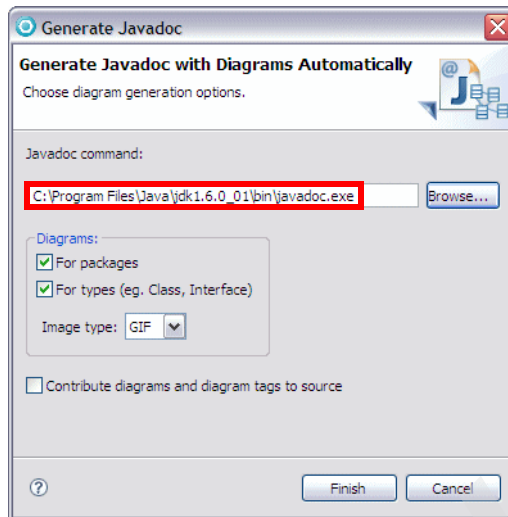 Generate Javadoc
Generate Javadoc with Diagrams Automatically
Choose diagram generation options.
@
J
Javadoc command:
C:\Program Files\Java\jdk1.6.0_01\bin\javadoc.exe
Browse...
Diagrams:
For packages
For types (eg. Class, Interface)
Image type: GIF
Contribute diagrams and diagram tags to source
?
Finish
Cancel